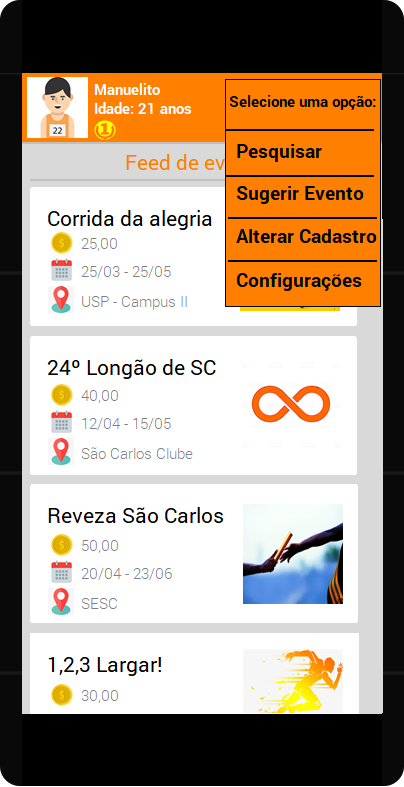 Manuelito
Idade: 21 anos
1
22
Selecione uma opção:
Pesquisar
Sugerir Evento
Alterar Cadastro
Configurações
Feed de ev
Corrida da alegria
25,00
25/03 - 25/05
USP - Campus II
24º Longão de SC
40,00
12/04 - 15/05
São Carlos Clube
Reveza São Carlos
50,00
20/04 - 23/06
SESC
1,2,3 Largar!
30,00